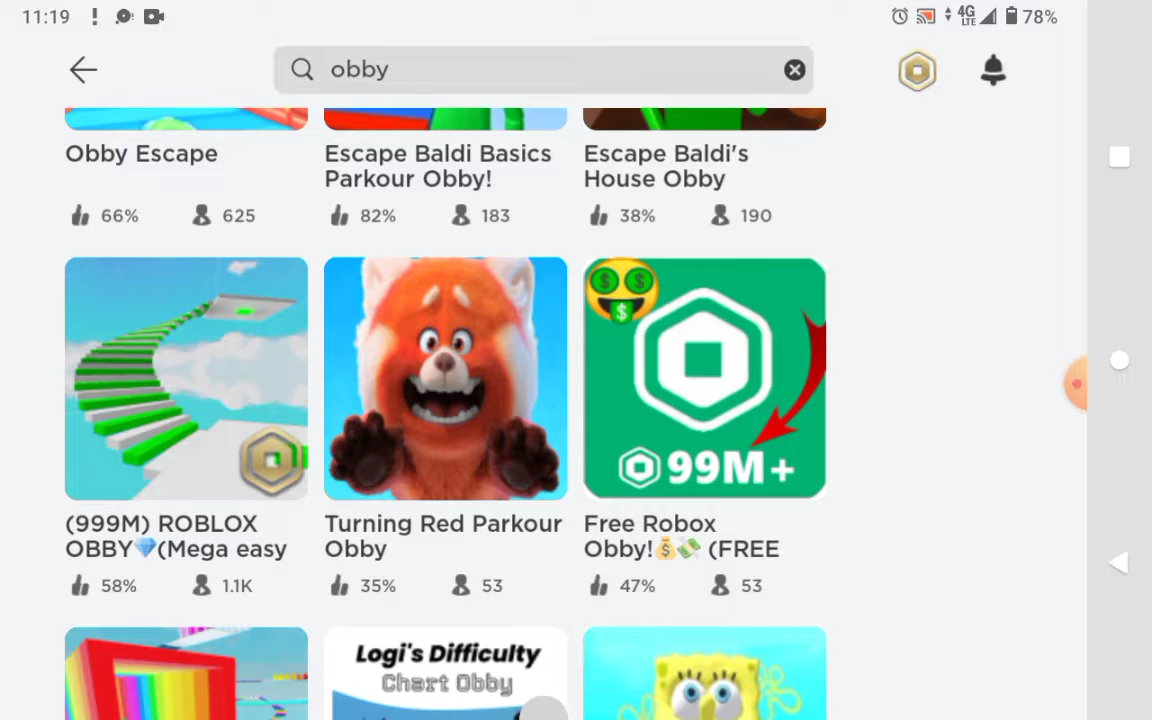 11:19
4G
LTE
78%
obby
Obby Escape
66%
625
Escape Baldi Basics
Parkour Obby!
82%
183
Escape Baldi's
House Obby
38%
190
99M+
(999M) ROBLOX
OBBY💎(Mega easy
58%
1.1K
Turning Red Parkour
Obby
35%
53
Free Robox
Obby!💰💸 (FREE
47%
53
Logi's Difficulty
Chart Obby